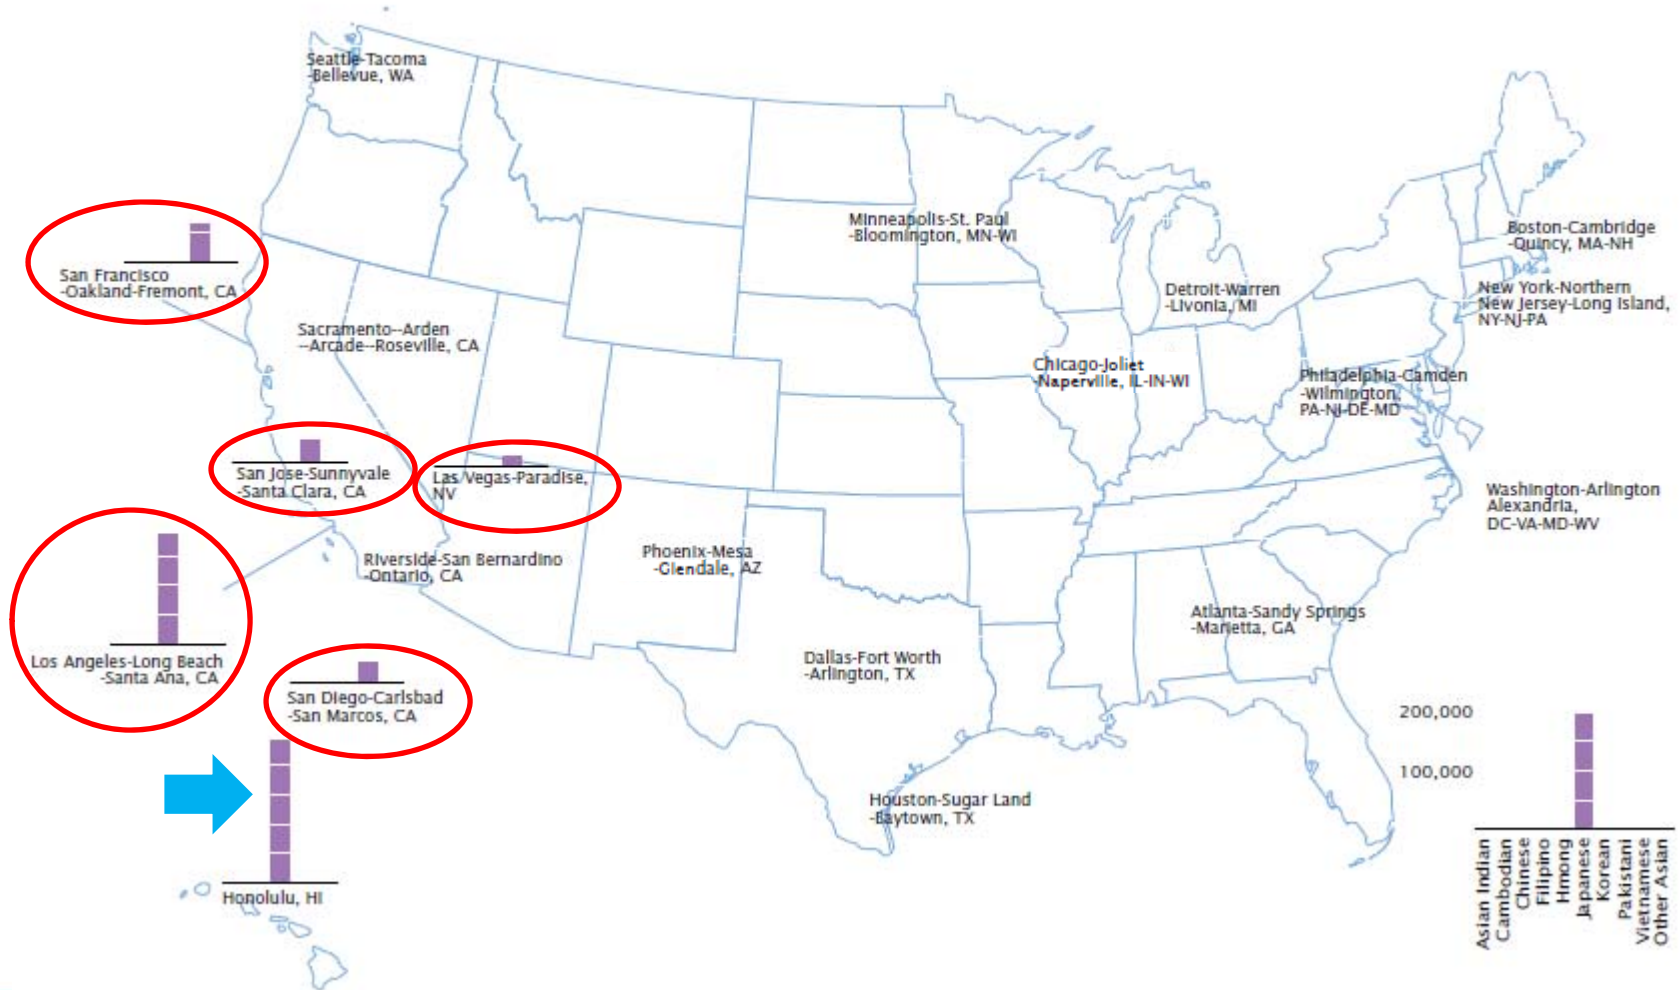 Seattle-Tacoma
-Bellevue, WA
Minneapolis-St. Paul
-Bloomington, MN-WI
Boston-Cambridge
-Quincy, MA-NH
San Francisco
-Oakland-Fremont, CA
Detroit-Warren
-Livonia, MI
New York-Northern
New Jersey-Long Island,
NY-NJ-PA
Sacramento--Arden
--Arcade--Roseville, CA
Chicago-Joliet
-Naperville, IL-IN-WI
Philadelphia-Camden
-Wilmington,
PA-NJ-DE-MD
San Jose-Sunnyvale
-Santa Clara, CA
Las Vegas-Paradise,
NV
Washington-Arlington
Alexandria,
DC-VA-MD-WV
Riverside-San Bernardino
-Ontario, CA
Phoenix-Mesa
-Glendale, AZ
Atlanta-Sandy Springs
-Marietta, GA
Los Angeles-Long Beach
-Santa Ana, CA
Dallas-Fort Worth
-Arlington, TX
San Diego-Carlsbad
-San Marcos, CA
200,000
100,000
Houston-Sugar Land
-Baytown, TX
Honolulu, HI
Asian Indian
Cambodian
Chinese
Filipino
Hmong
Japanese
Korean
Pakistani
Vietnamese
Other Asian